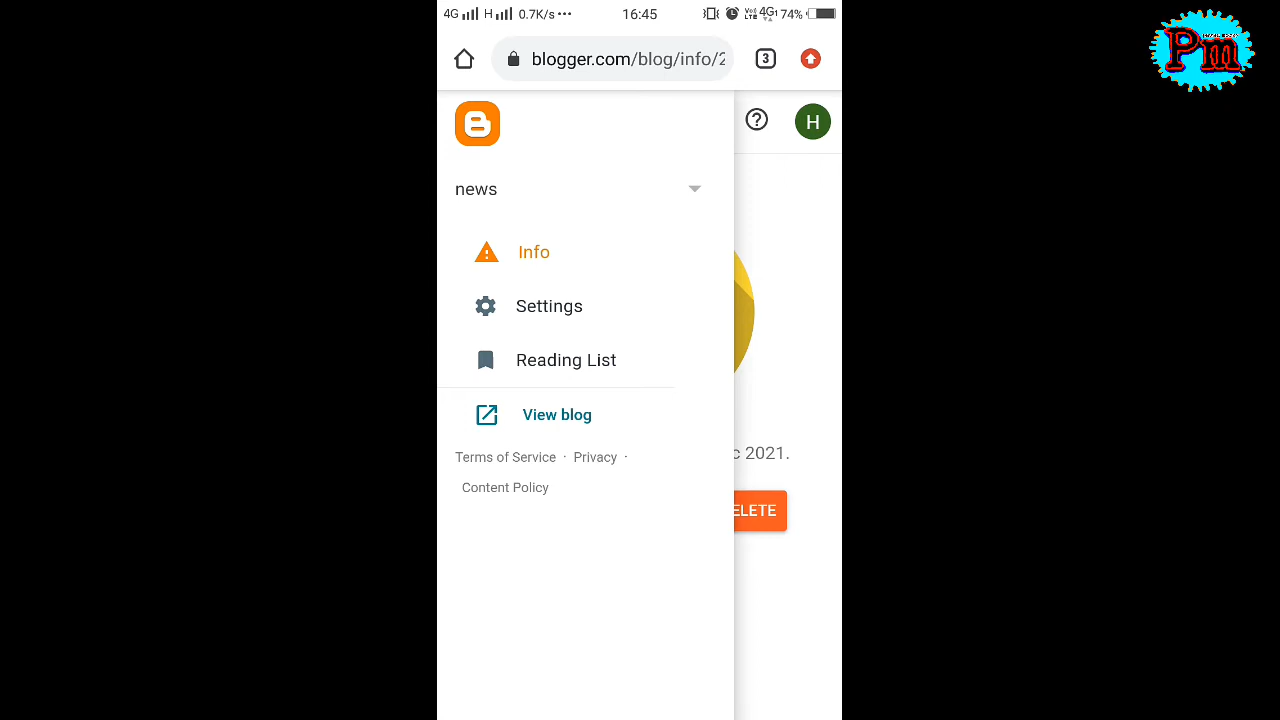 4G H 0.7K/s ••• 16:45 4G1 74%
blogger.com/blog/info/2 3
H
news
Info
Settings
Reading List
View blog
Terms of Service · Privacy ·
Content Policy
c 2021.
ELETE
Pm